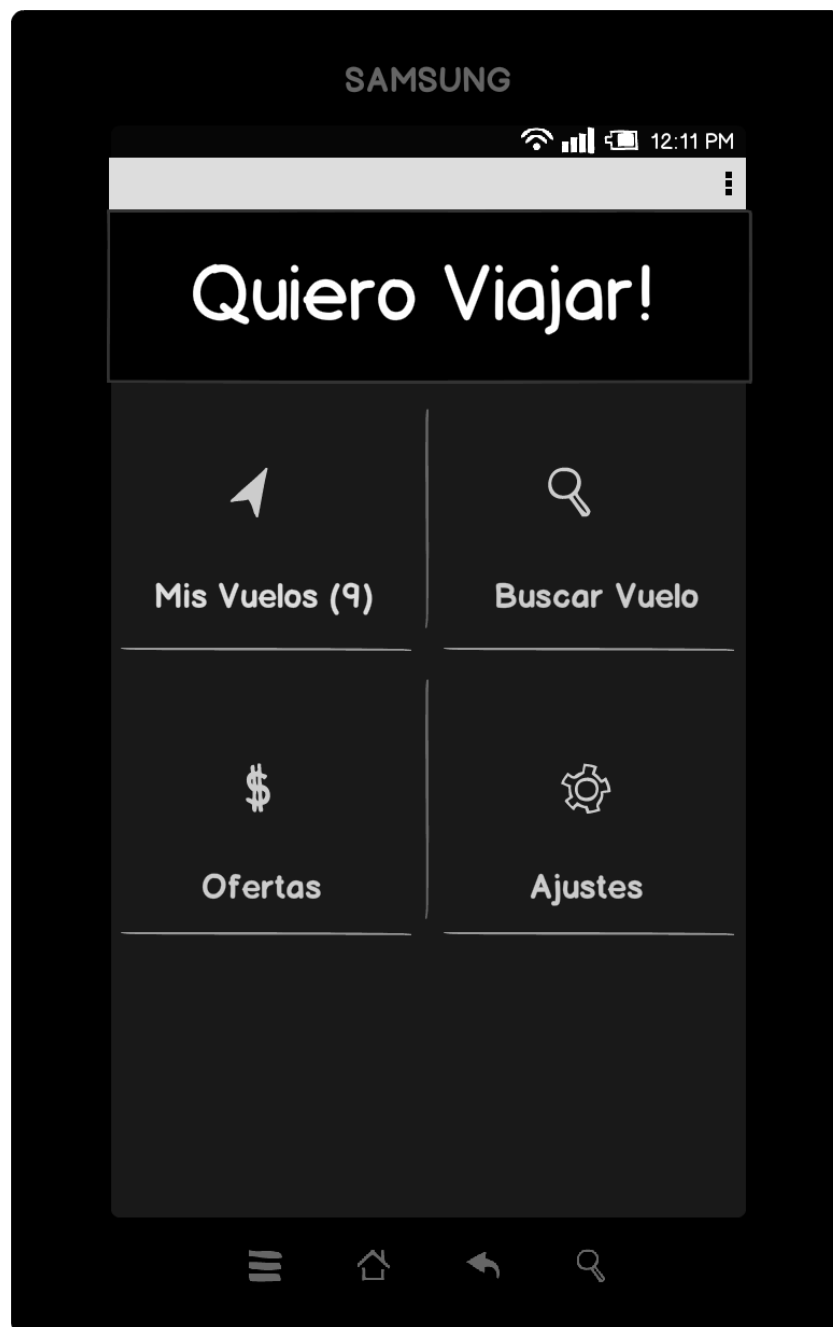 SAMSUNG
12:11 PM
Quiero Viajar!
Mis Vuelos (9)
Buscar Vuelo
$
Ofertas
Ajustes